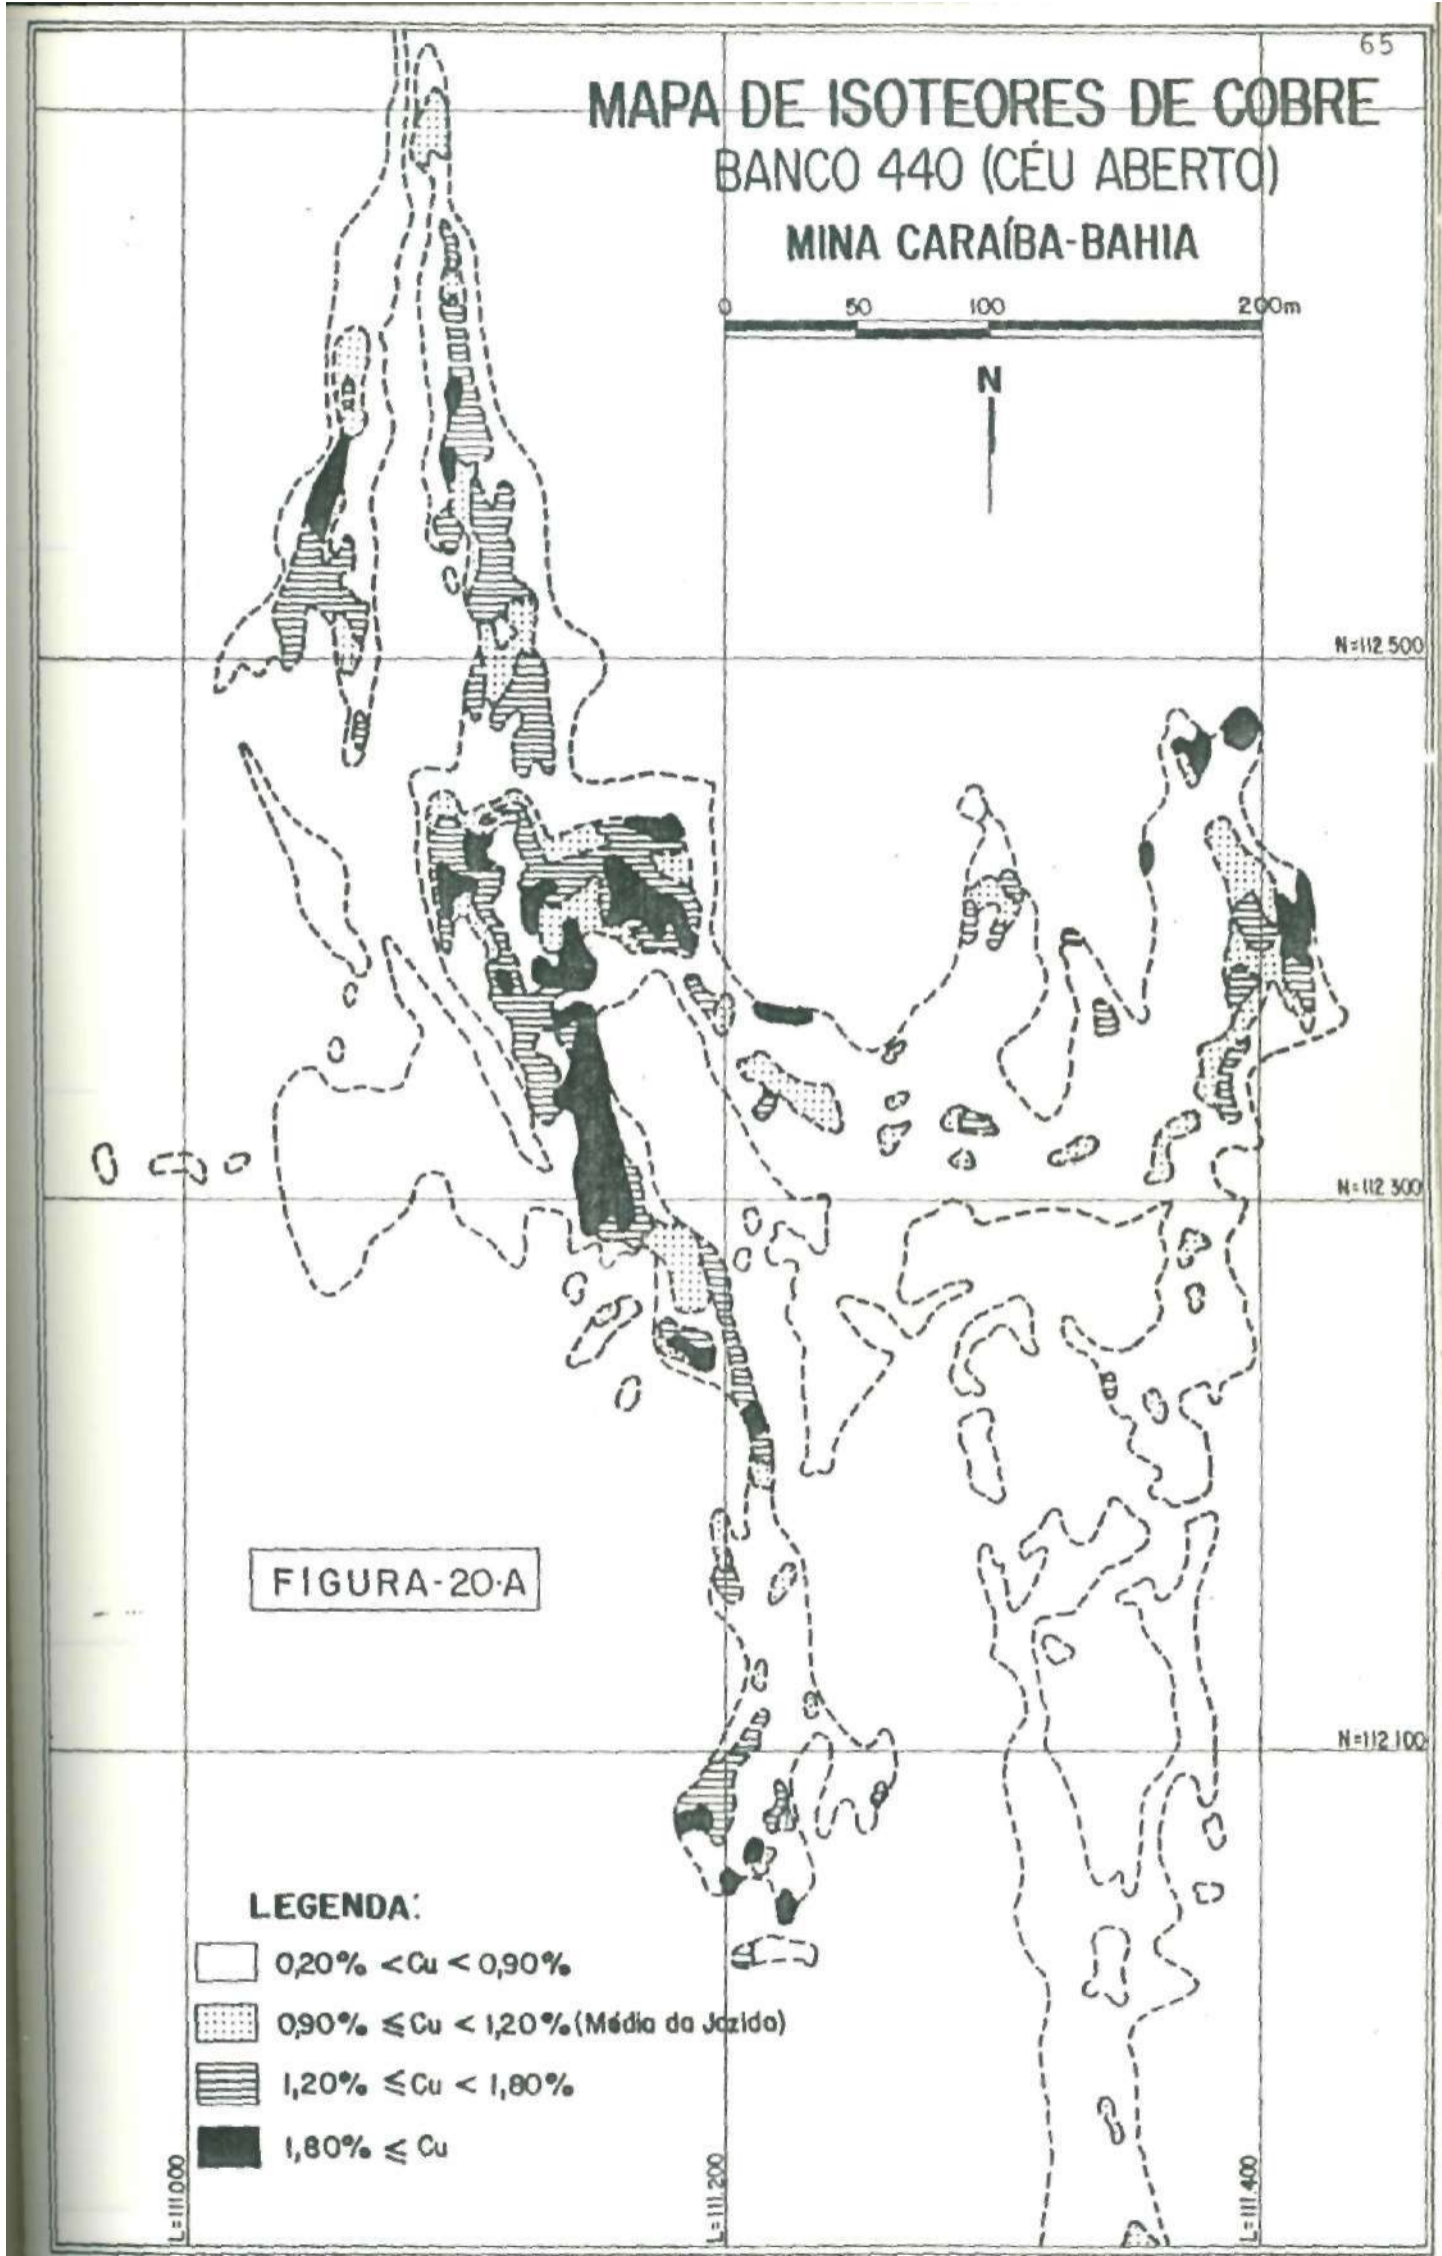 65
MAPA DE ISOTEORES DE COBRE
BANCO 440 (CÉU ABERTO)
MINA CARAÍBA-BAHIA
0 50 100 200m
N
N=112.500
N=112.300
FIGURA-20-A
N=112.100
LEGENDA:
0,20% < Cu < 0,90%
0,90% ≤ Cu < 1,20% (Média da Jazida)
1,20% ≤ Cu < 1,80%
1,80% ≤ Cu
L=111.000
L=111.200
L=111.400